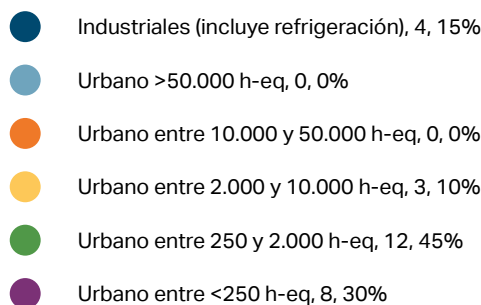 Industriales (incluye refrigeración), 4, 15%
Urbano >50.000 h-eq, 0, 0%
Urbano entre 10.000 y 50.000 h-eq, 0, 0%
Urbano entre 2.000 y 10.000 h-eq, 3, 10%
Urbano entre 250 y 2.000 h-eq, 12, 45%
Urbano entre <250 h-eq, 8, 30%